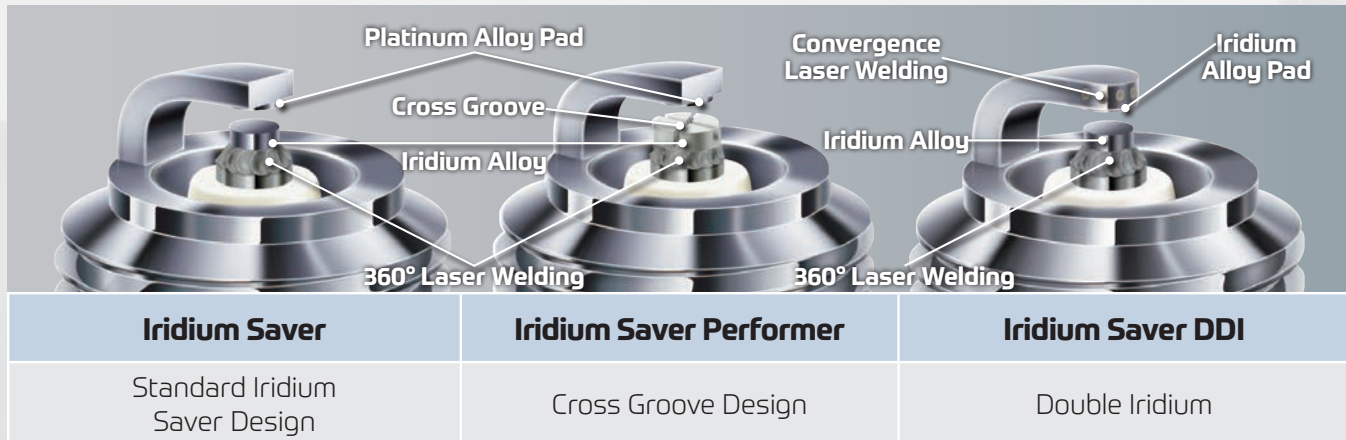 Platinum Alloy Pad
Cross Groove
Iridium Alloy
360° Laser Welding
Convergence
Laser Welding
Iridium
Alloy Pad
Iridium Alloy
360° Laser Welding
Iridium Saver
Iridium Saver Performer
Iridium Saver DDI
Standard Iridium
Saver Design
Cross Groove Design
Double Iridium